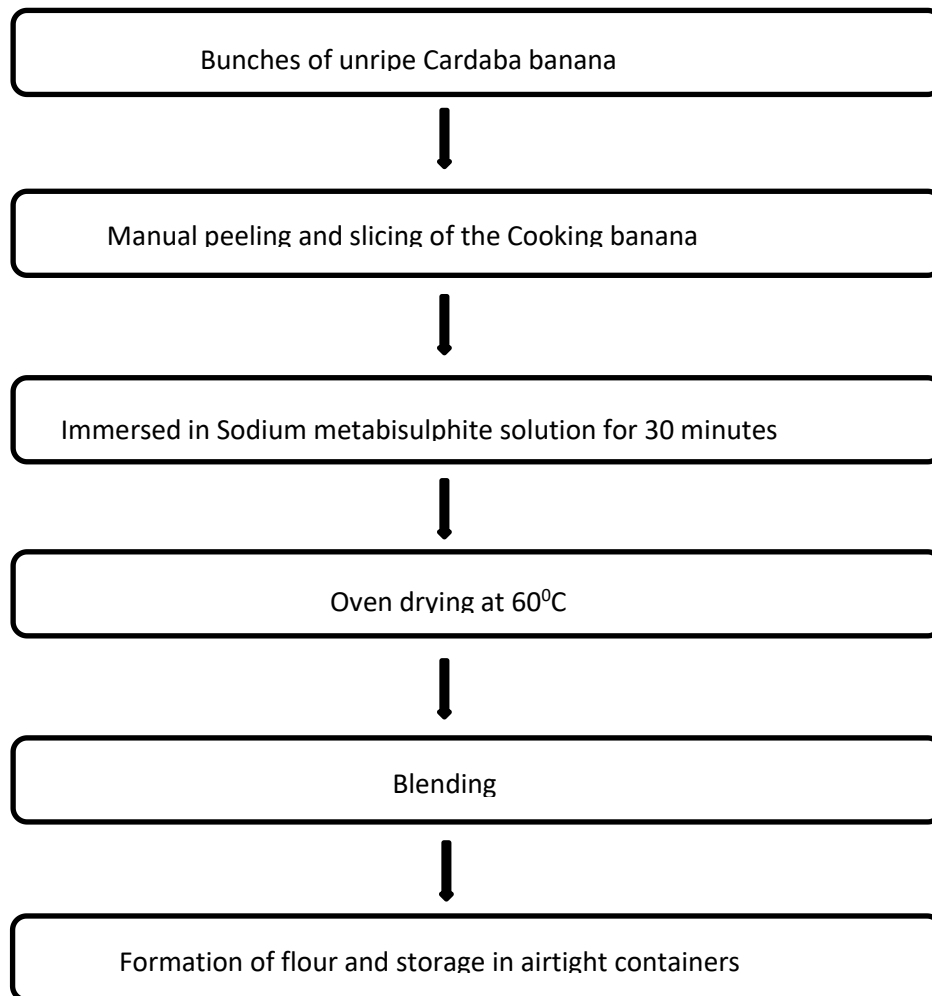 Bunches of unripe Cardaba banana
Manual peeling and slicing of the Cooking banana
Immersed in Sodium metabisulphite solution for 30 minutes
Oven drying at 60⁰C
Blending
Formation of flour and storage in airtight containers